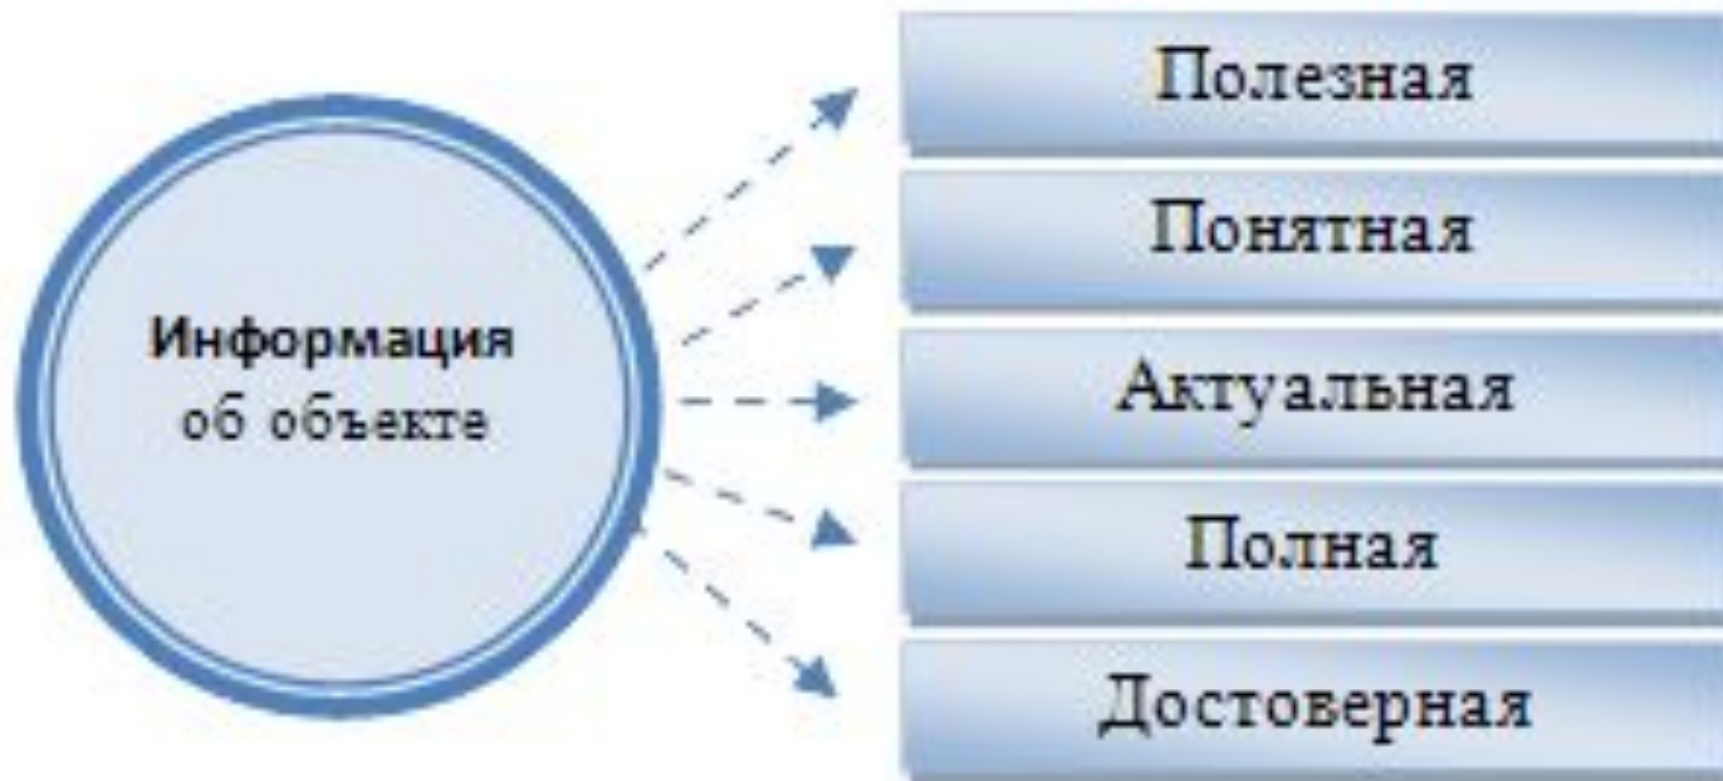 Информация
об объекте
Полезная
Понятная
Актуальная
Полная
Достоверная